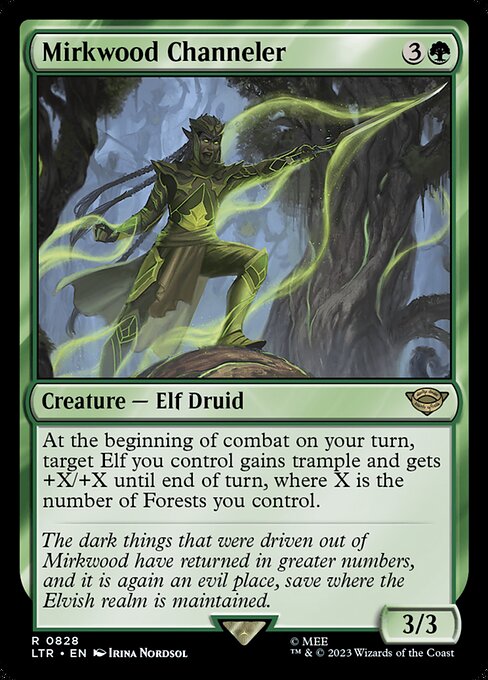 Mirkwood Channeler 3
Creature — Elf Druid
At the beginning of combat on your turn,
target Elf you control gains trample and gets
+X/+X until end of turn, where X is the
number of Forests you control.
The dark things that were driven out of
Mirkwood have returned in greater numbers,
and it is again an evil place, save where the
Elvish realm is maintained.
3/3
R 0828
LTR • EN Irina Nordsol
© MEE
™ & © 2023 Wizards of the Coast